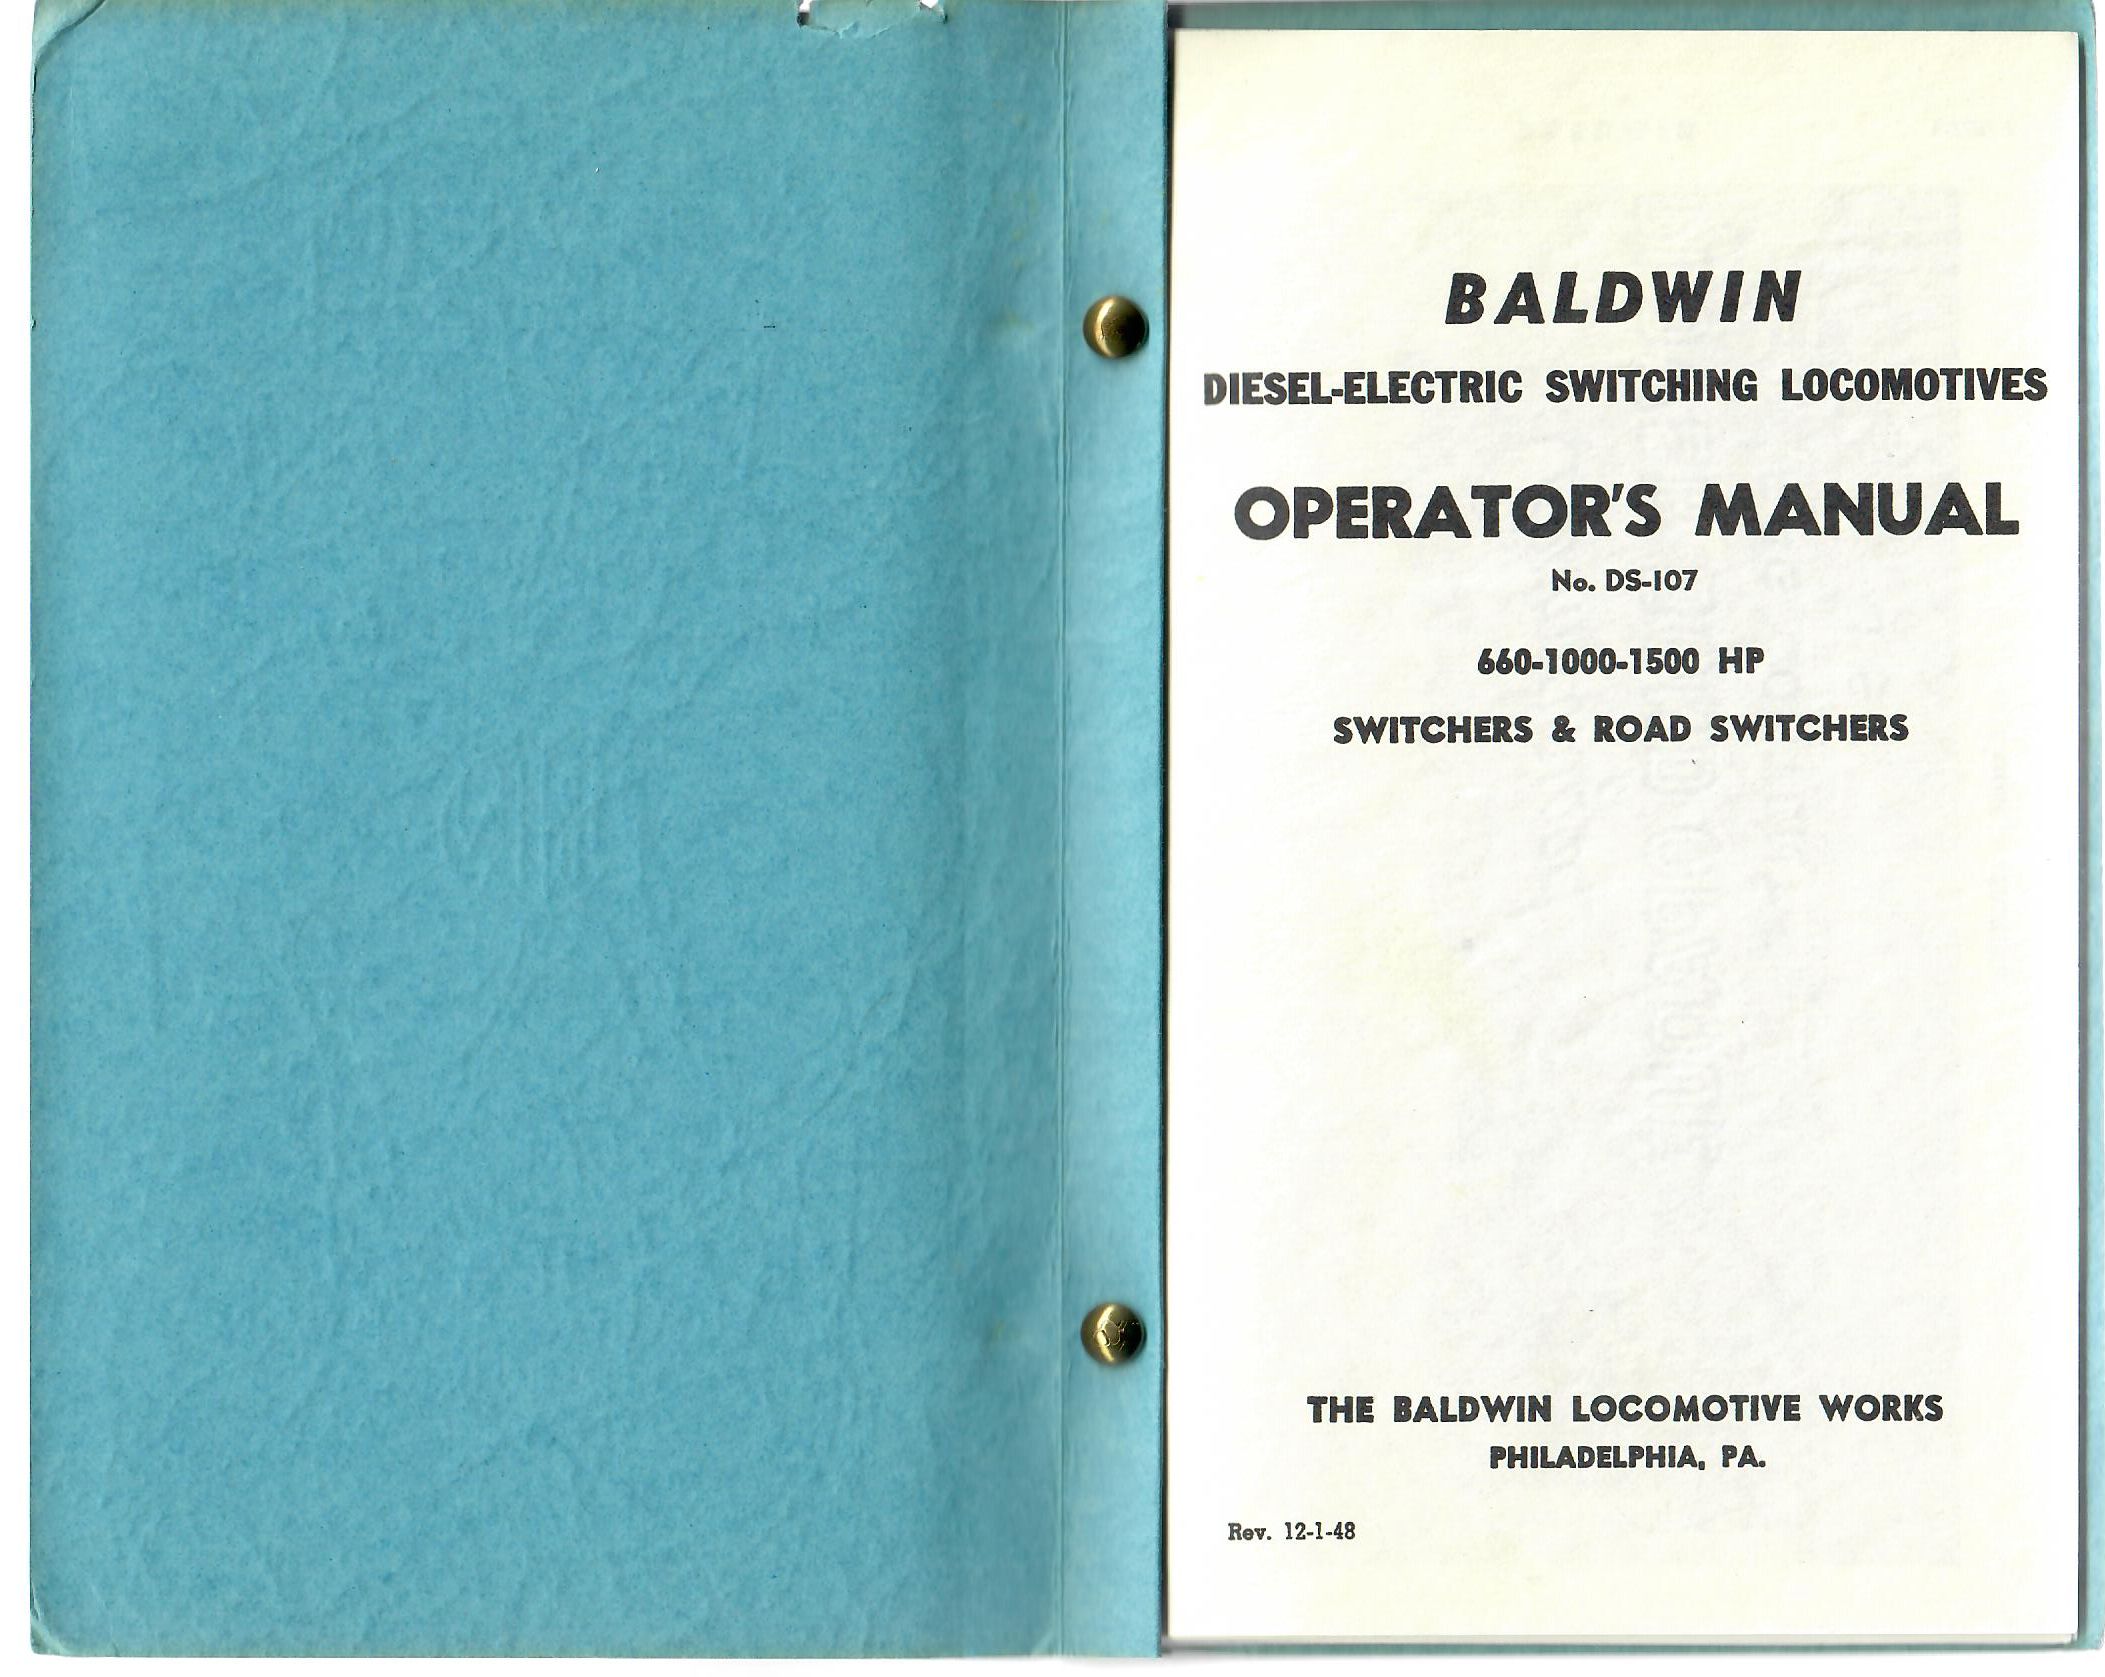 BALDWIN
DIESEL-ELECTRIC SWITCHING LOCOMOTIVES
OPERATOR'S MANUAL
No. DS-107
660-1000-1500 HP
SWITCHERS & ROAD SWITCHERS
THE BALDWIN LOCOMOTIVE WORKS
PHILADELPHIA, PA.
Rev. 12-1-48